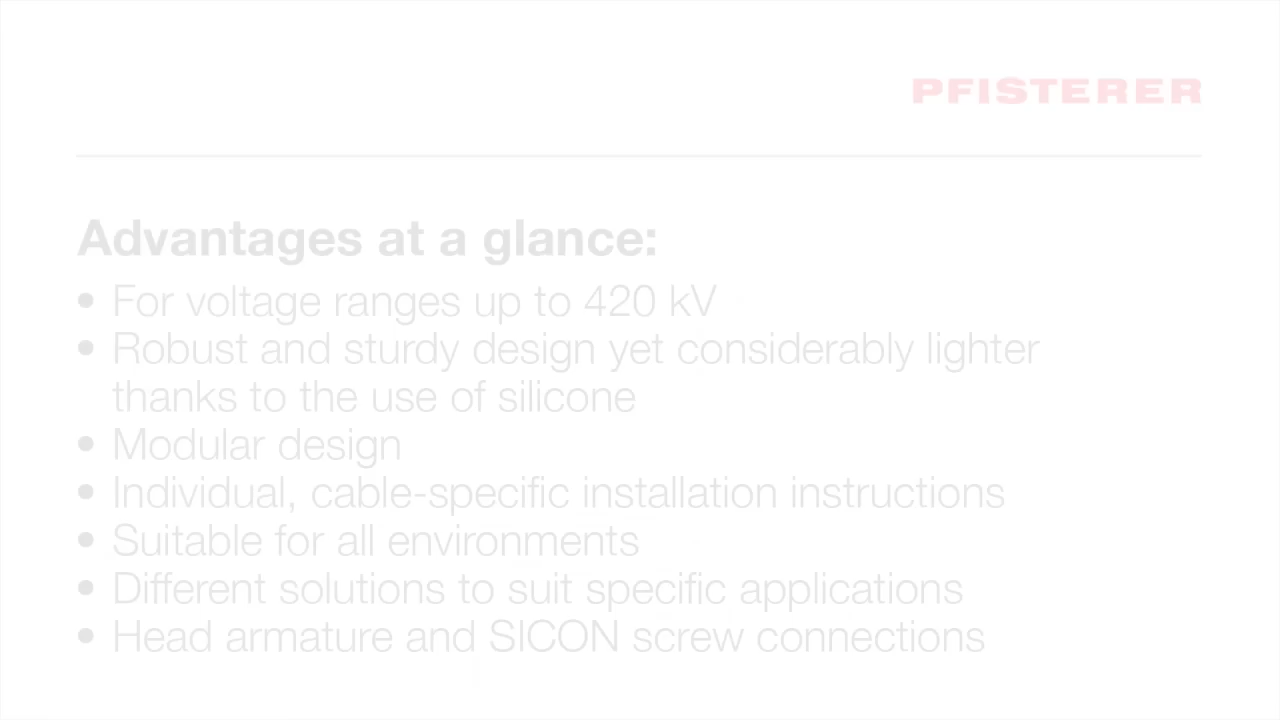 PFISTERER
Advantages at a glance:
• For voltage ranges up to 420 kV
• Robust and sturdy design yet considerably lighter
thanks to the use of silicone
• Modular design
• Individual, cable-specific installation instructions
• Suitable for all environments
• Different solutions to suit specific applications
• Head armature and SICON screw connections